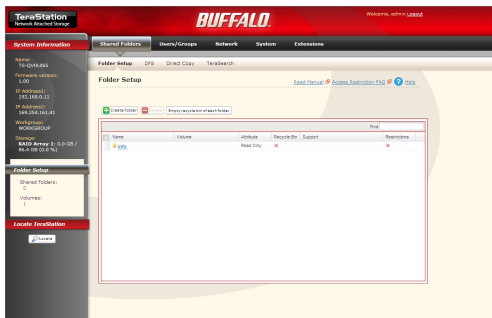 TeraStation
Network Attached Storage
BUFFALO.
Welcome, admin Logout
System Information
Shared Folders Users/Groups Network System Extensions
Folder Setup DFS Direct Copy TeraSearch
Name:
TS-QVHL065
Firmware version:
1.00
IP Address1:
192.168.0.11
IP Address2:
169.254.161.41
Workgroup:
WORKGROUP
Storage:
RAID Array 1: 0.0 GB /
86.4 GB (0.0 %)
Folder Setup
Shared Folders:
0
Volumes:
1
Locate TeraStation
Locate
Folder Setup
Read Manual Access Restriction FAQ Help
Create Folder Empty recycle bin of each folder
Find
Name Volume Attribute Recycle Bin Support Restrictions
info Read Only